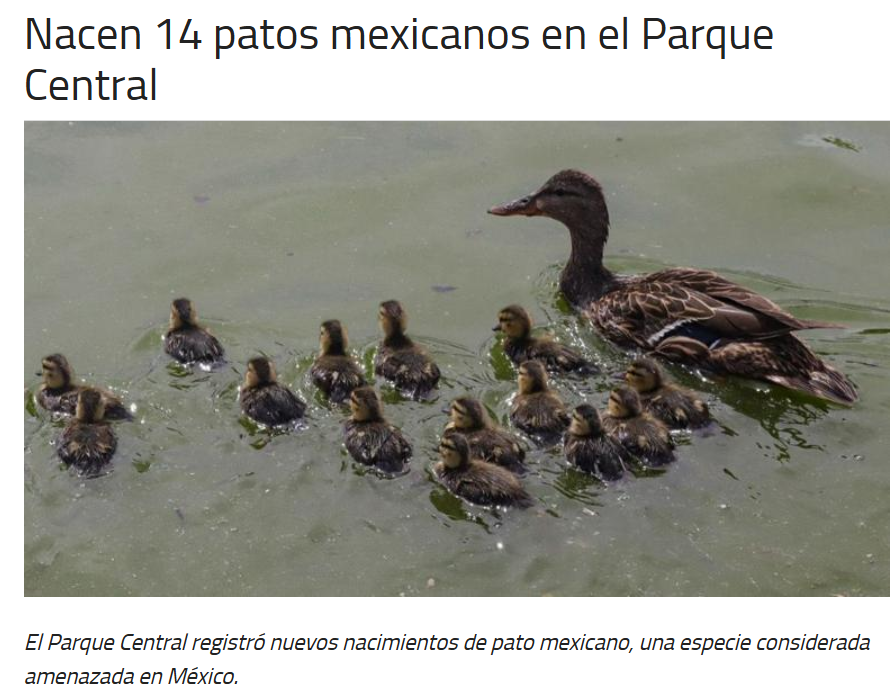 Nacen 14 patos mexicanos en el Parque
Central
El Parque Central registró nuevos nacimientos de pato mexicano, una especie considerada
amenazada en México.